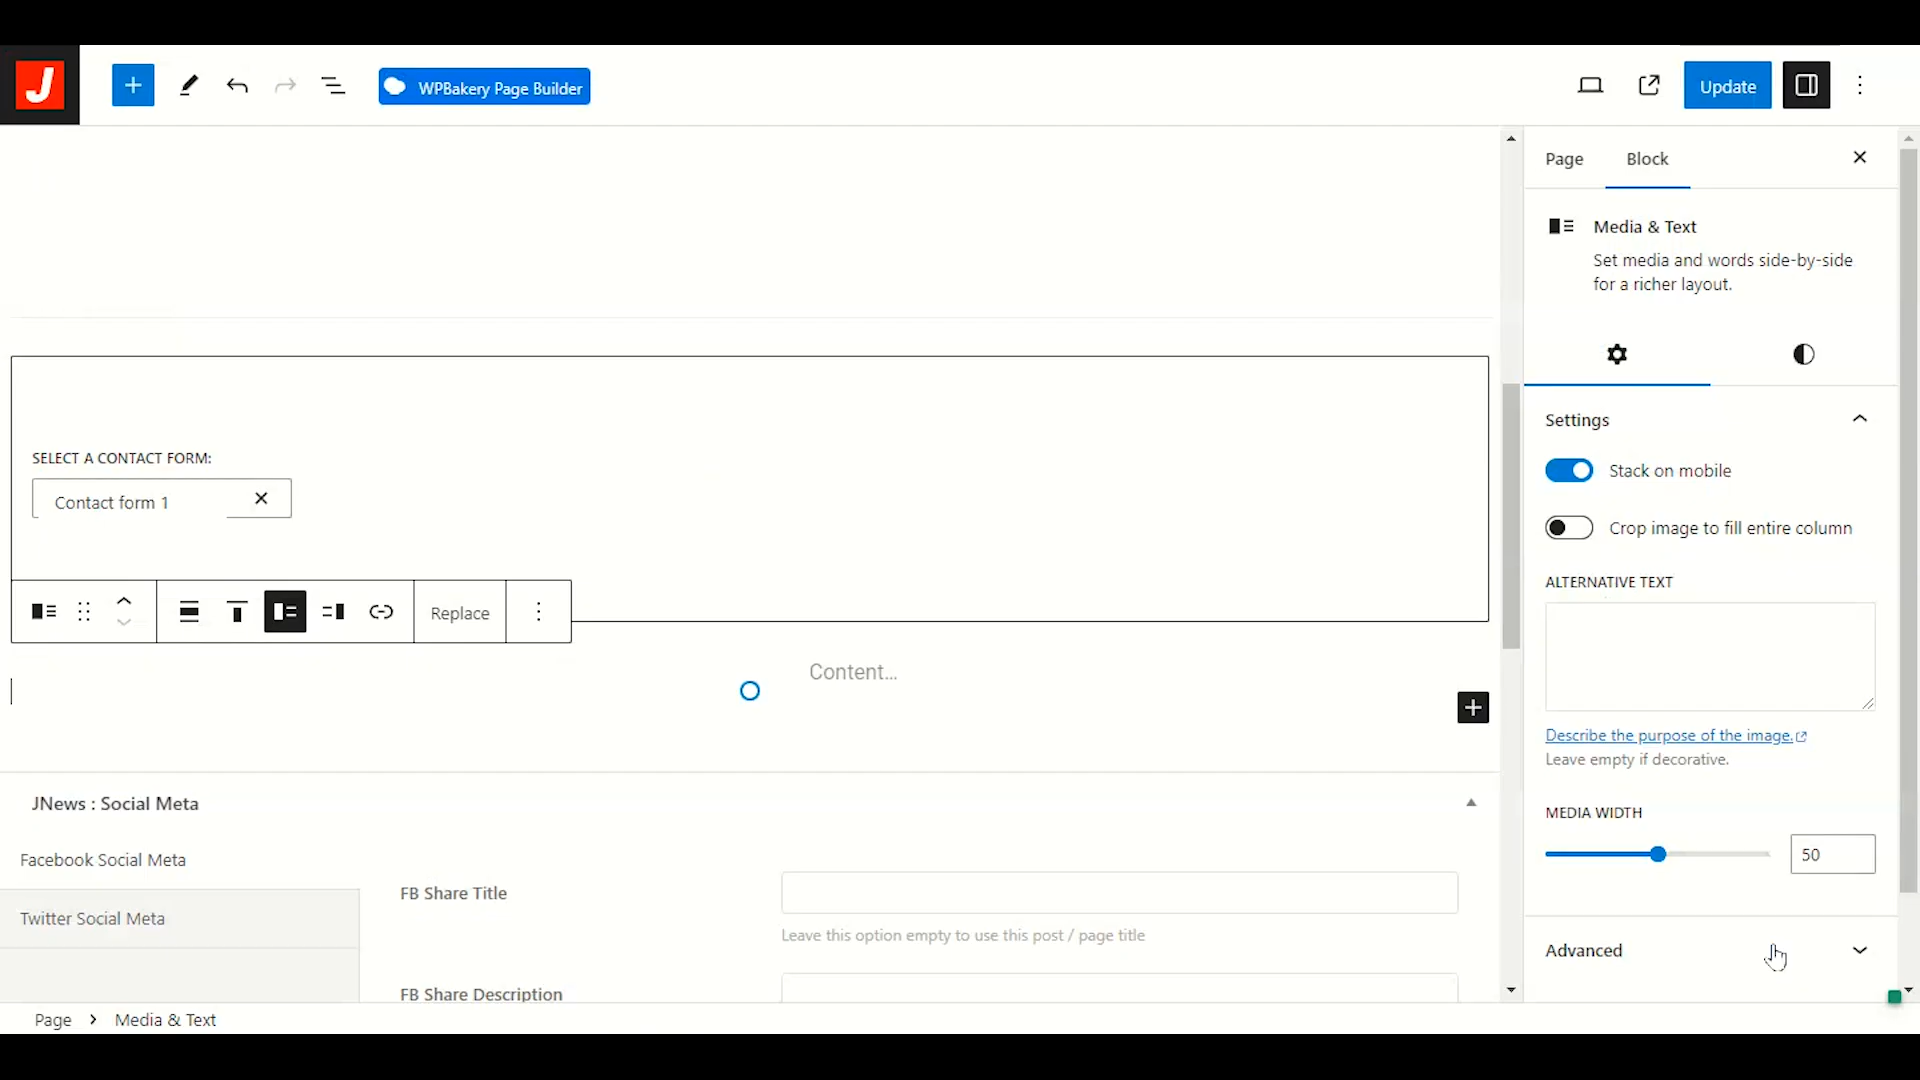 J
WPBakery Page Builder
Update
Page
Block
Media & Text
Set media and words side-by-side
for a richer layout.
Settings
Stack on mobile
Crop image to fill entire column
ALTERNATIVE TEXT
Describe the purpose of the image.
Leave empty if decorative.
MEDIA WIDTH
50
Advanced
SELECT A CONTACT FORM:
Contact form 1
Replace
Content...
JNews : Social Meta
Facebook Social Meta
Twitter Social Meta
FB Share Title
Leave this option empty to use this post / page title
FB Share Description
Page > Media & Text